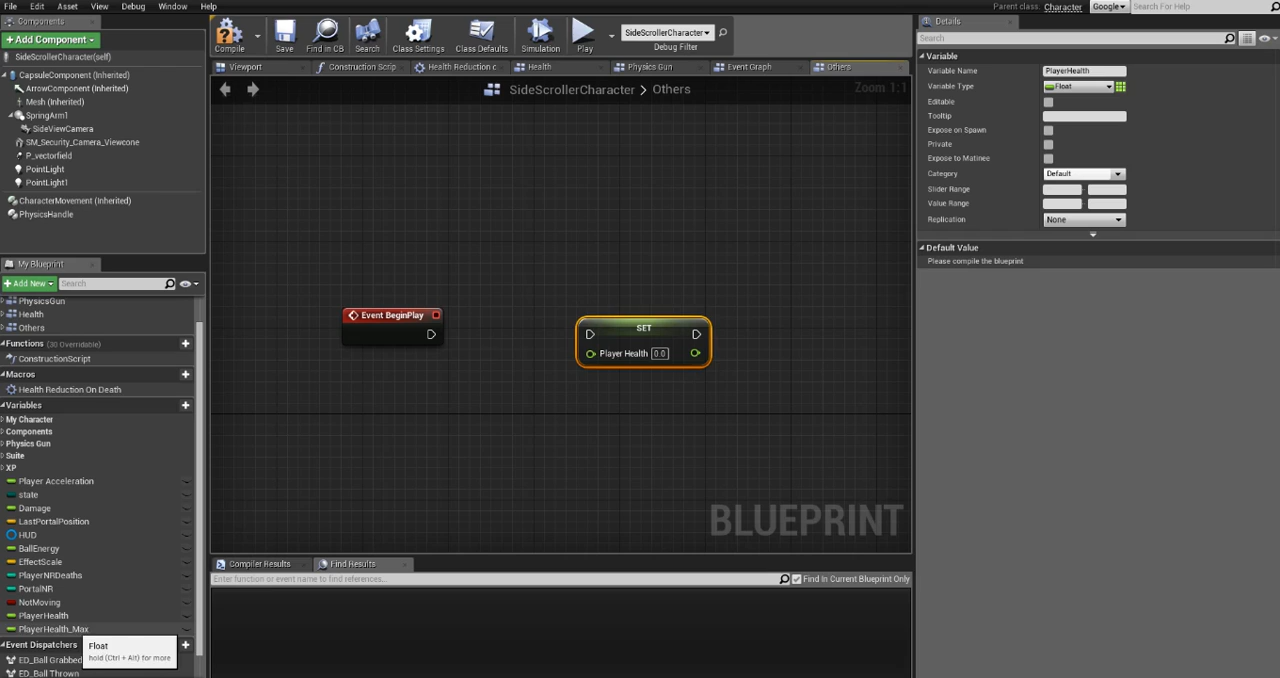 File Edit Asset View Debug Window Help Parent class: Character Google Search For Help
Components
Add Component
SideScrollerCharacter(self)
CapsuleComponent (Inherited)
ArrowComponent (Inherited)
Mesh (Inherited)
SpringArm1
SideViewCamera
SM_Security_Camera_Viewcone
P_vectorfield
PointLight
PointLight1
CharacterMovement (Inherited)
PhysicsHandle
My Blueprint
Add New Search
PhysicsGun
Health
Others
Functions (30 Overridable)
ConstructionScript
Macros
Health Reduction On Death
Variables
My Character
Components
Physics Gun
Suite
XP
Player Acceleration
state
Damage
LastPortalPosition
HUD
BallEnergy
EffectScale
PlayerNRDeaths
PortalNR
NotMoving
PlayerHealth
PlayerHealth_Max
Event Dispatchers
ED_Ball Grabbed
ED_Ball Thrown
Float
hold (Ctrl + Alt) for more
Compile Save Find in CB Search Class Settings Class Defaults Simulation Play
SideScrollerCharacter
Debug Filter
Viewport Construction Scrip Health Reduction c Health Physics Gun Event Graph Others
SideScrollerCharacter > Others Zoom 1:1
Event BeginPlay
SET
Player Health 0.0
BLUEPRINT
Compiler Results Find Results
Enter function or event name to find references... Find In Current Blueprint Only
Details
Search
Variable
Variable Name PlayerHealth
Variable Type Float
Editable
Tooltip
Expose on Spawn
Private
Expose to Matinee
Category Default
Slider Range
Value Range
Replication None
Default Value
Please compile the blueprint